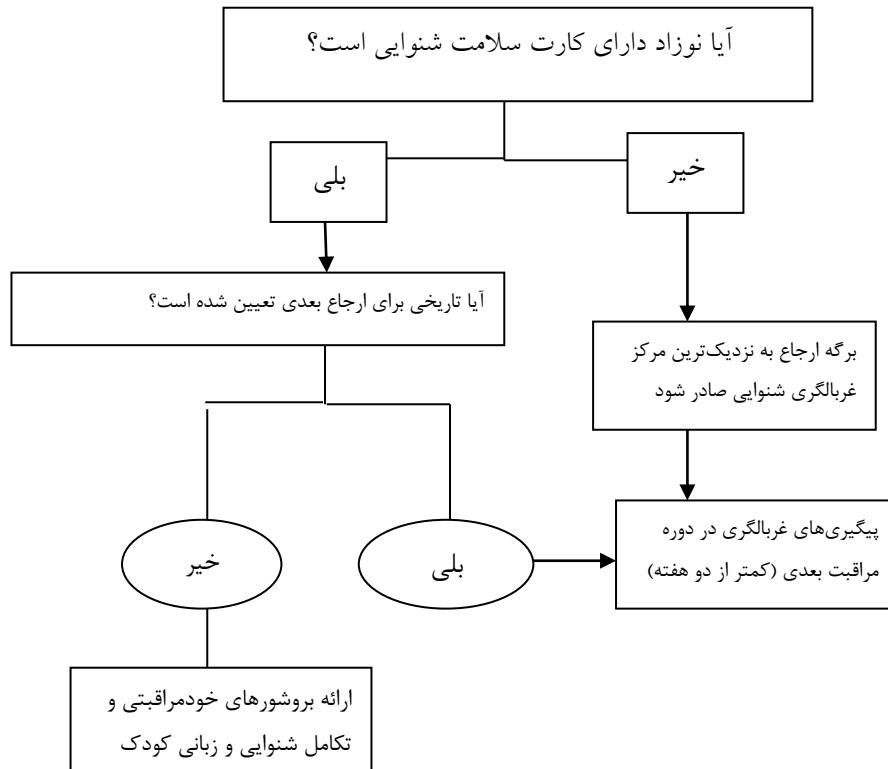 آیا نوزاد دارای کارت سلامت شنوایی است؟
خیر
بلی
آیا تاریخی برای ارجاع بعدی تعیین شده است؟
برگه ارجاع به نزدیک‌ترین مرکز
غربالگری شنوایی صادر شود
پیگیری‌های غربالگری در دوره
مراقبت بعدی (کمتر از دو هفته)
بلی
خیر
ارائه بروشورهای خودمراقبتی و
تکامل شنوایی و زبانی کودک